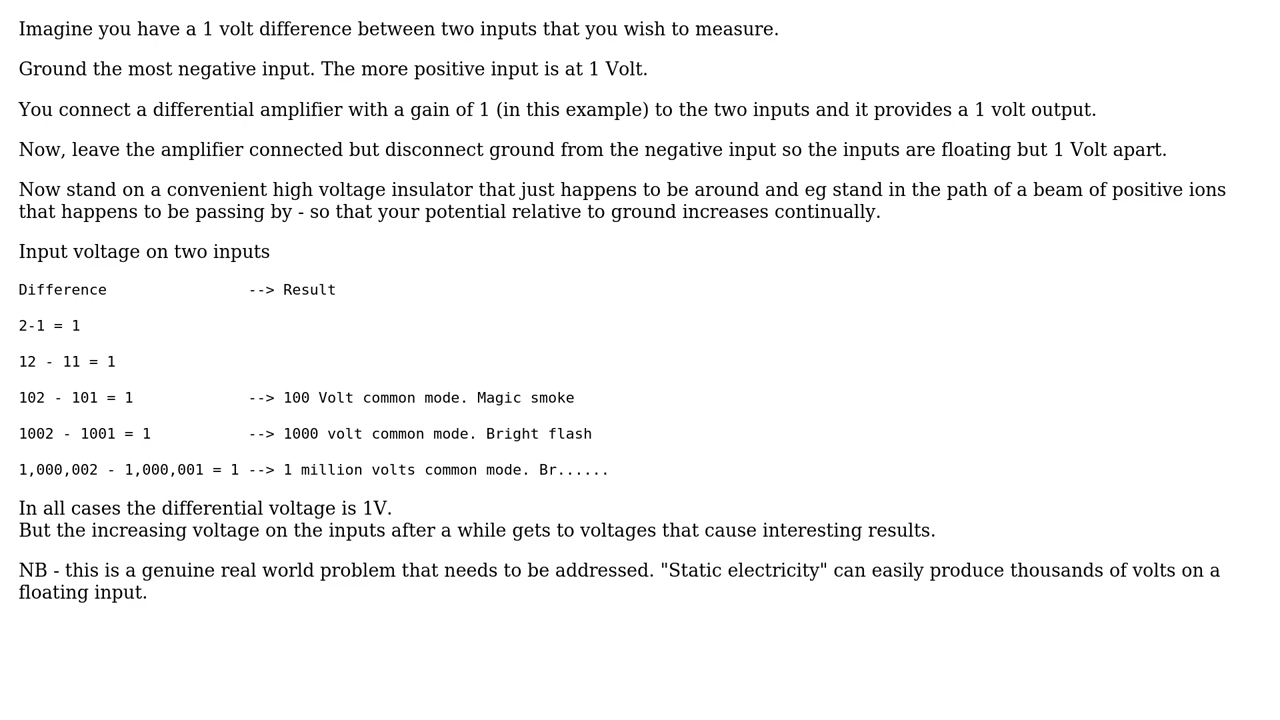 Imagine you have a 1 volt difference between two inputs that you wish to measure.
Ground the most negative input. The more positive input is at 1 Volt.
You connect a differential amplifier with a gain of 1 (in this example) to the two inputs and it provides a 1 volt output.
Now, leave the amplifier connected but disconnect ground from the negative input so the inputs are floating but 1 Volt apart.
Now stand on a convenient high voltage insulator that just happens to be around and eg stand in the path of a beam of positive ions
that happens to be passing by - so that your potential relative to ground increases continually.
Input voltage on two inputs
Difference                --> Result
2-1 = 1
12 - 11 = 1
102 - 101 = 1             --> 100 Volt common mode. Magic smoke
1002 - 1001 = 1           --> 1000 volt common mode. Bright flash
1,000,002 - 1,000,001 = 1 --> 1 million volts common mode. Br......
In all cases the differential voltage is 1V.
But the increasing voltage on the inputs after a while gets to voltages that cause interesting results.
NB - this is a genuine real world problem that needs to be addressed. "Static electricity" can easily produce thousands of volts on a
floating input.